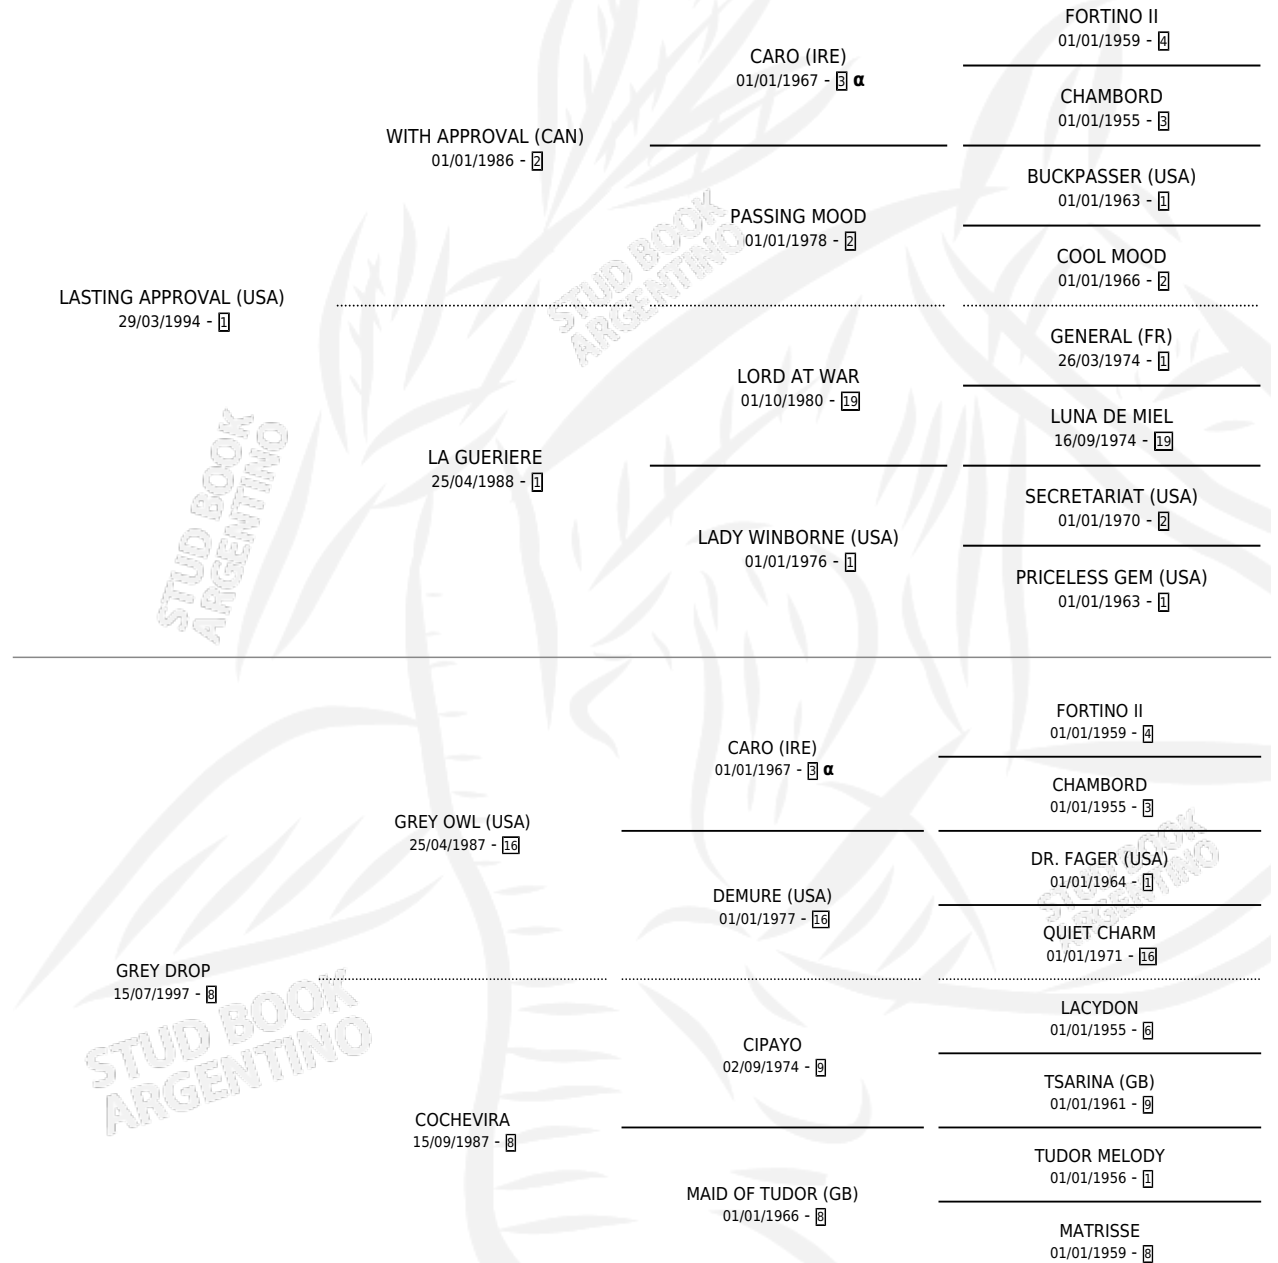 LASTING APPROVAL (USA)
29/03/1994 - 1
WITH APPROVAL (CAN)
01/01/1986 - 2
CARO (IRE)
01/01/1967 - 3 α
FORTINO II
01/01/1959 - 4
CHAMBORD
01/01/1955 - 3
PASSING MOOD
01/01/1978 - 2
BUCKPASSER (USA)
01/01/1963 - 1
COOL MOOD
01/01/1966 - 2
LA GUERIERE
25/04/1988 - 1
LORD AT WAR
01/10/1980 - 19
GENERAL (FR)
26/03/1974 - 1
LUNA DE MIEL
16/09/1974 - 19
LADY WINBORNE (USA)
01/01/1976 - 1
SECRETARIAT (USA)
01/01/1970 - 2
PRICELESS GEM (USA)
01/01/1963 - 1
GREY DROP
15/07/1997 - 8
GREY OWL (USA)
25/04/1987 - 16
CARO (IRE)
01/01/1967 - 3 α
FORTINO II
01/01/1959 - 4
CHAMBORD
01/01/1955 - 3
DEMURE (USA)
01/01/1977 - 16
DR. FAGER (USA)
01/01/1964 - 1
QUIET CHARM
01/01/1971 - 16
COCHEVIRA
15/09/1987 - 8
CIPAYO
02/09/1974 - 9
LACYDON
01/01/1955 - 6
TSARINA (GB)
01/01/1961 - 9
MAID OF TUDOR (GB)
01/01/1966 - 8
TUDOR MELODY
01/01/1956 - 1
MATRISSE
01/01/1959 - 8
STUD BOOK
ARGENTINO
STUD BOOK
ARGENTINO
STUD BOOK
ARGENTINO
STUD BOOK
ARGENTINO